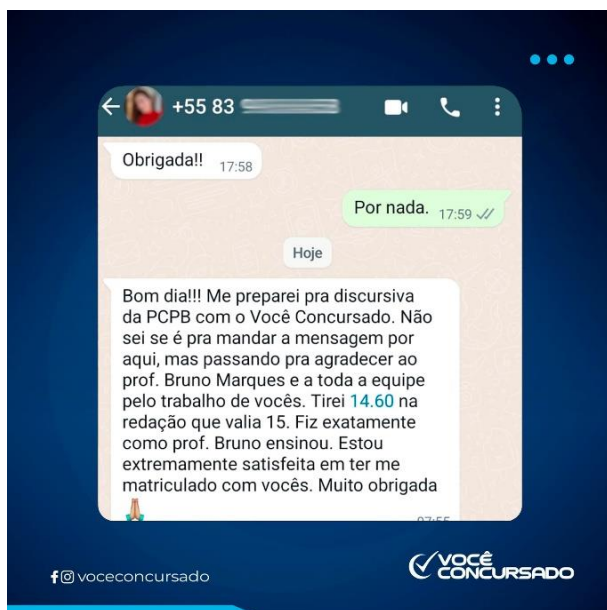 +55 83
Obrigada!! 17:58
Por nada. 17:59
Hoje
Bom dia!!! Me preparei pra discursiva
da PCPB com o Você Concursado. Não
sei se é pra mandar a mensagem por
aqui, mas passando pra agradecer ao
prof. Bruno Marques e a toda a equipe
pelo trabalho de vocês. Tirei 14.60 na
redação que valia 15. Fiz exatamente
como prof. Bruno ensinou. Estou
extremamente satisfeita em ter me
matriculado com vocês. Muito obrigada
voceconcursado
VOCÊ
CONCURSADO